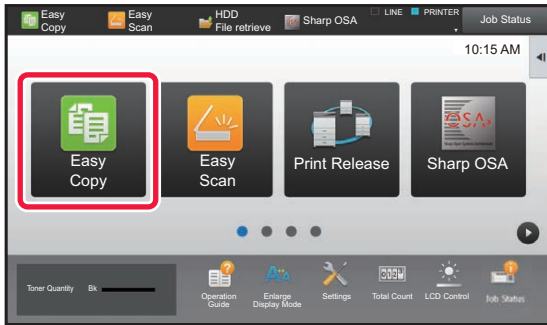 Easy
Copy
Easy
Scan
HDD
File retrieve
Sharp OSA
LINE
PRINTER
Job Status
10:15 AM
Easy
Copy
Easy
Scan
Print Release
OSA
Sharp OSA
Toner Quantity Bk
Operation
Guide
Enlarge
Display Mode
Settings
Total Count
LCD Control
Job Status